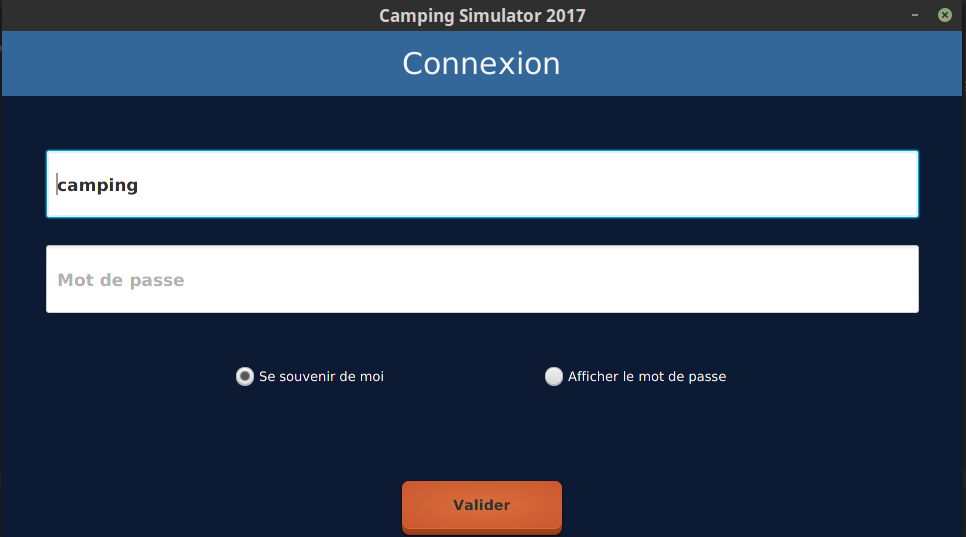 Camping Simulator 2017
Connexion
camping
Mot de passe
Se souvenir de moi
Afficher le mot de passe
Valider